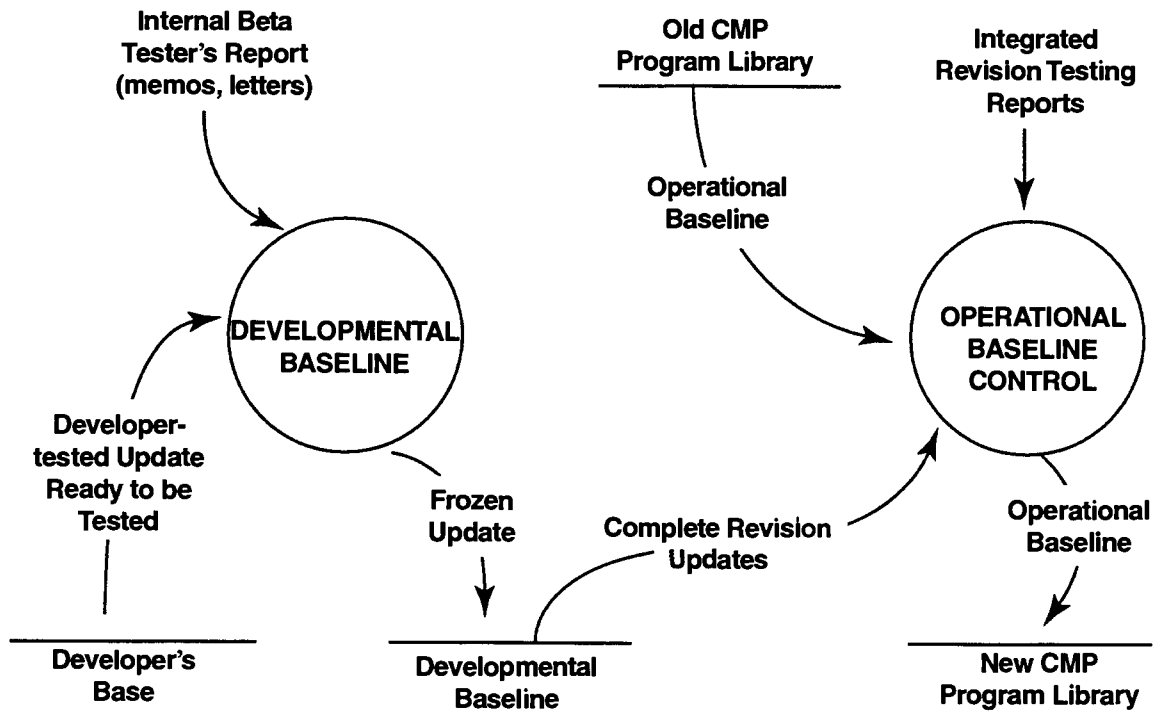 Internal Beta
Tester's Report
(memos, letters)
Old CMP
Program Library
Integrated
Revision Testing
Reports
Operational
Baseline
DEVELOPMENTAL
BASELINE
OPERATIONAL
BASELINE
CONTROL
Developer-
tested Update
Ready to be
Tested
Frozen
Update
Complete Revision
Updates
Operational
Baseline
Developer's
Base
Developmental
Baseline
New CMP
Program Library